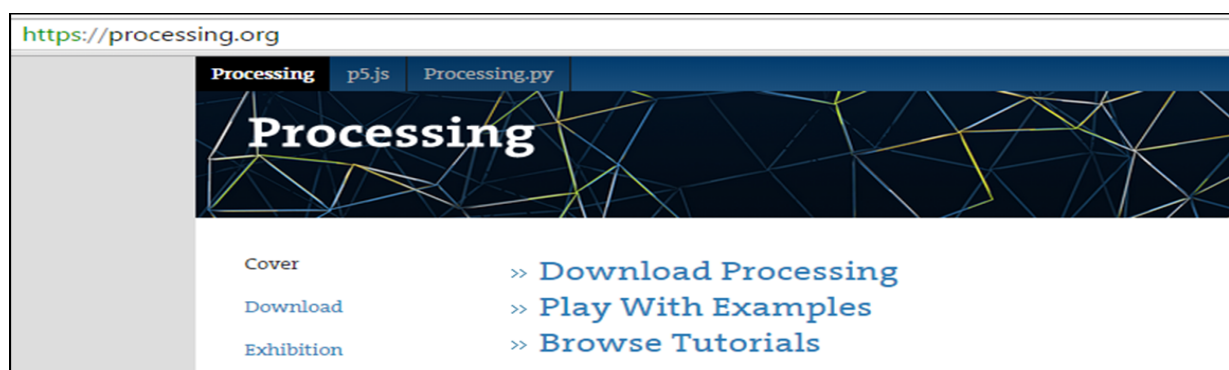 https://processing.org
Processing p5.js Processing.py
Processing
Cover
Download
Exhibition
» Download Processing
» Play With Examples
» Browse Tutorials